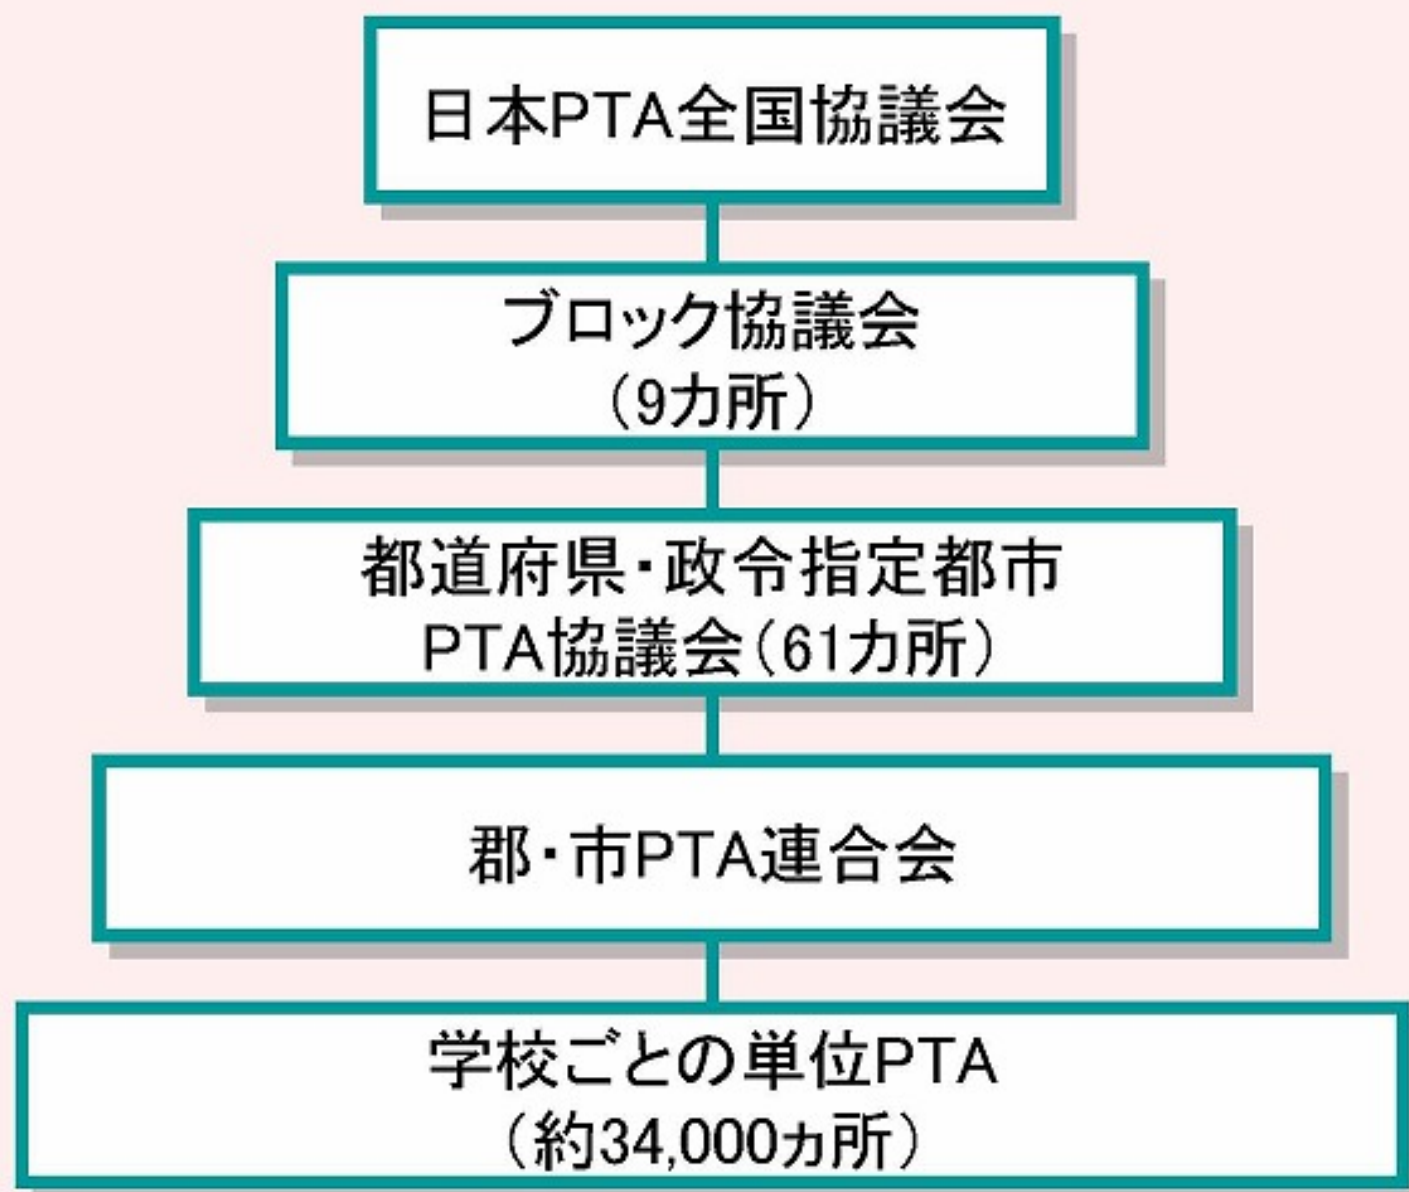 日本PTA全国協議会
ブロック協議会
（9カ所）
都道府県・政令指定都市
PTA協議会（61カ所）
郡・市PTA連合会
学校ごとの単位PTA
（約34,000ヵ所）